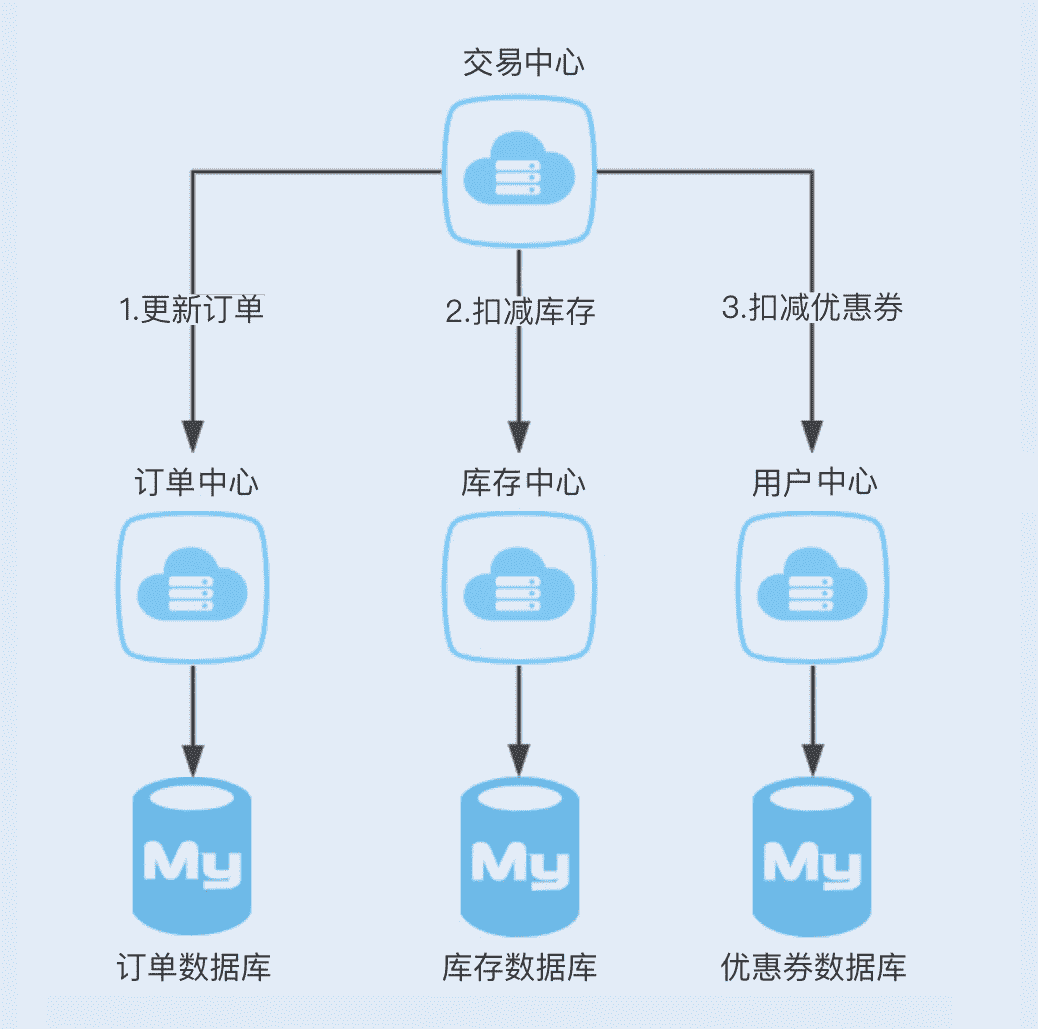 交易中心
1.更新订单
2.扣减库存
3.扣减优惠券
订单中心
库存中心
用户中心
My
My
My
订单数据库
库存数据库
优惠券数据库